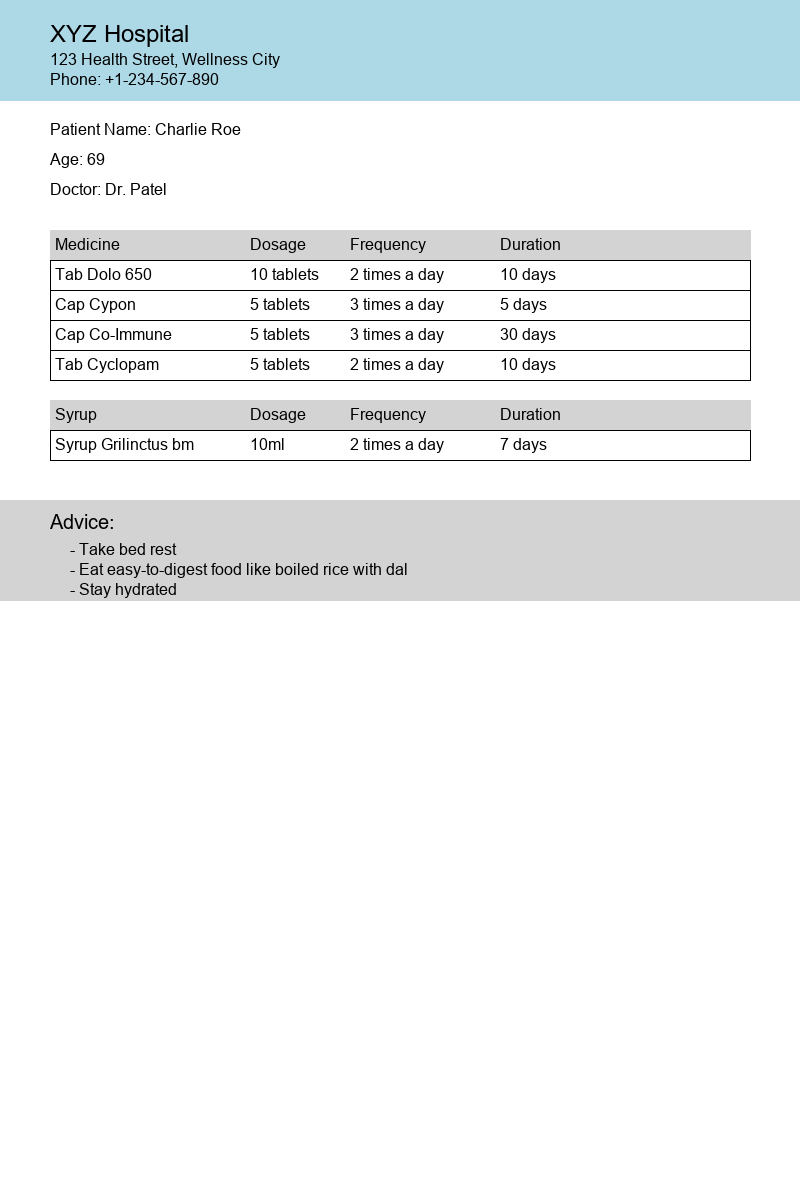 XYZ Hospital
123 Health Street, Wellness City
Phone: +1-234-567-890
Patient Name: Charlie Roe
Age: 69
Doctor: Dr. Patel
Medicine Dosage Frequency Duration
Tab Dolo 650 10 tablets 2 times a day 10 days
Cap Cypon 5 tablets 3 times a day 5 days
Cap Co-Immune 5 tablets 3 times a day 30 days
Tab Cyclopam 5 tablets 2 times a day 10 days
Syrup Dosage Frequency Duration
Syrup Grilinctus bm 10ml 2 times a day 7 days
Advice:
- Take bed rest
- Eat easy-to-digest food like boiled rice with dal
- Stay hydrated